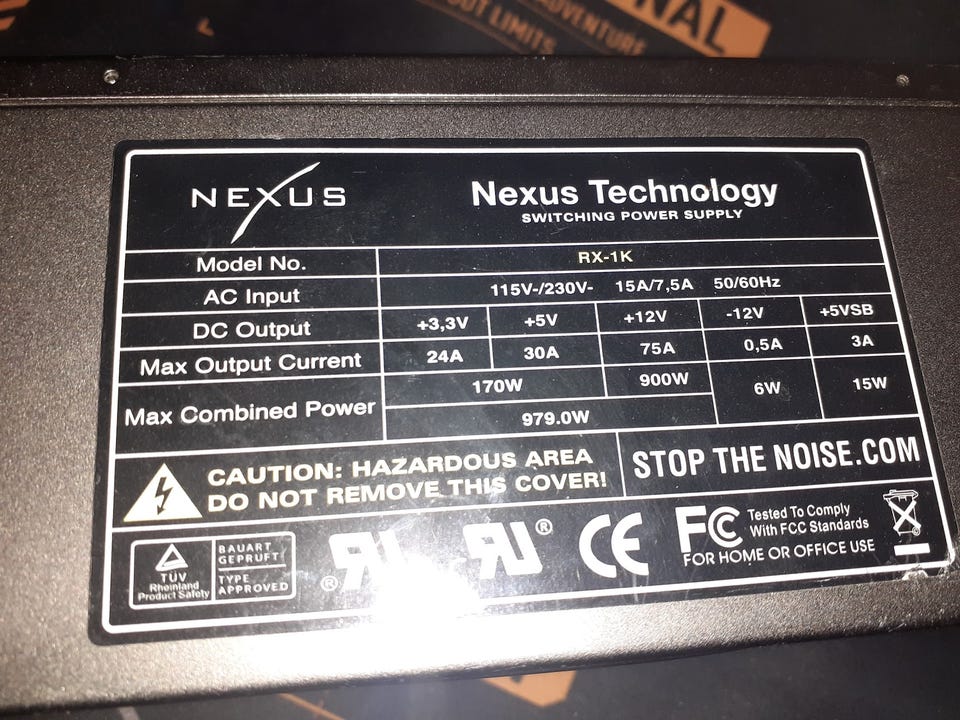 NAL
ADVENTURE
OUT LIMITS
NEXUS
Nexus Technology
SWITCHING POWER SUPPLY
Model No. RX-1K
AC Input 115V-/230V- 15A/7,5A 50/60Hz
DC Output +3,3V +5V +12V -12V +5VSB
Max Output Current 24A 30A 75A 0,5A 3A
Max Combined Power 170W 900W 6W 15W
979.0W
CAUTION: HAZARDOUS AREA
DO NOT REMOVE THIS COVER!
STOP THE NOISE.COM
TÜV
Rheinland
Product Safety
BAUART
GEPRUFT
TYPE
APPROVED
®
®
CE
FC
Tested To Comply
With FCC Standards
FOR HOME OR OFFICE USE